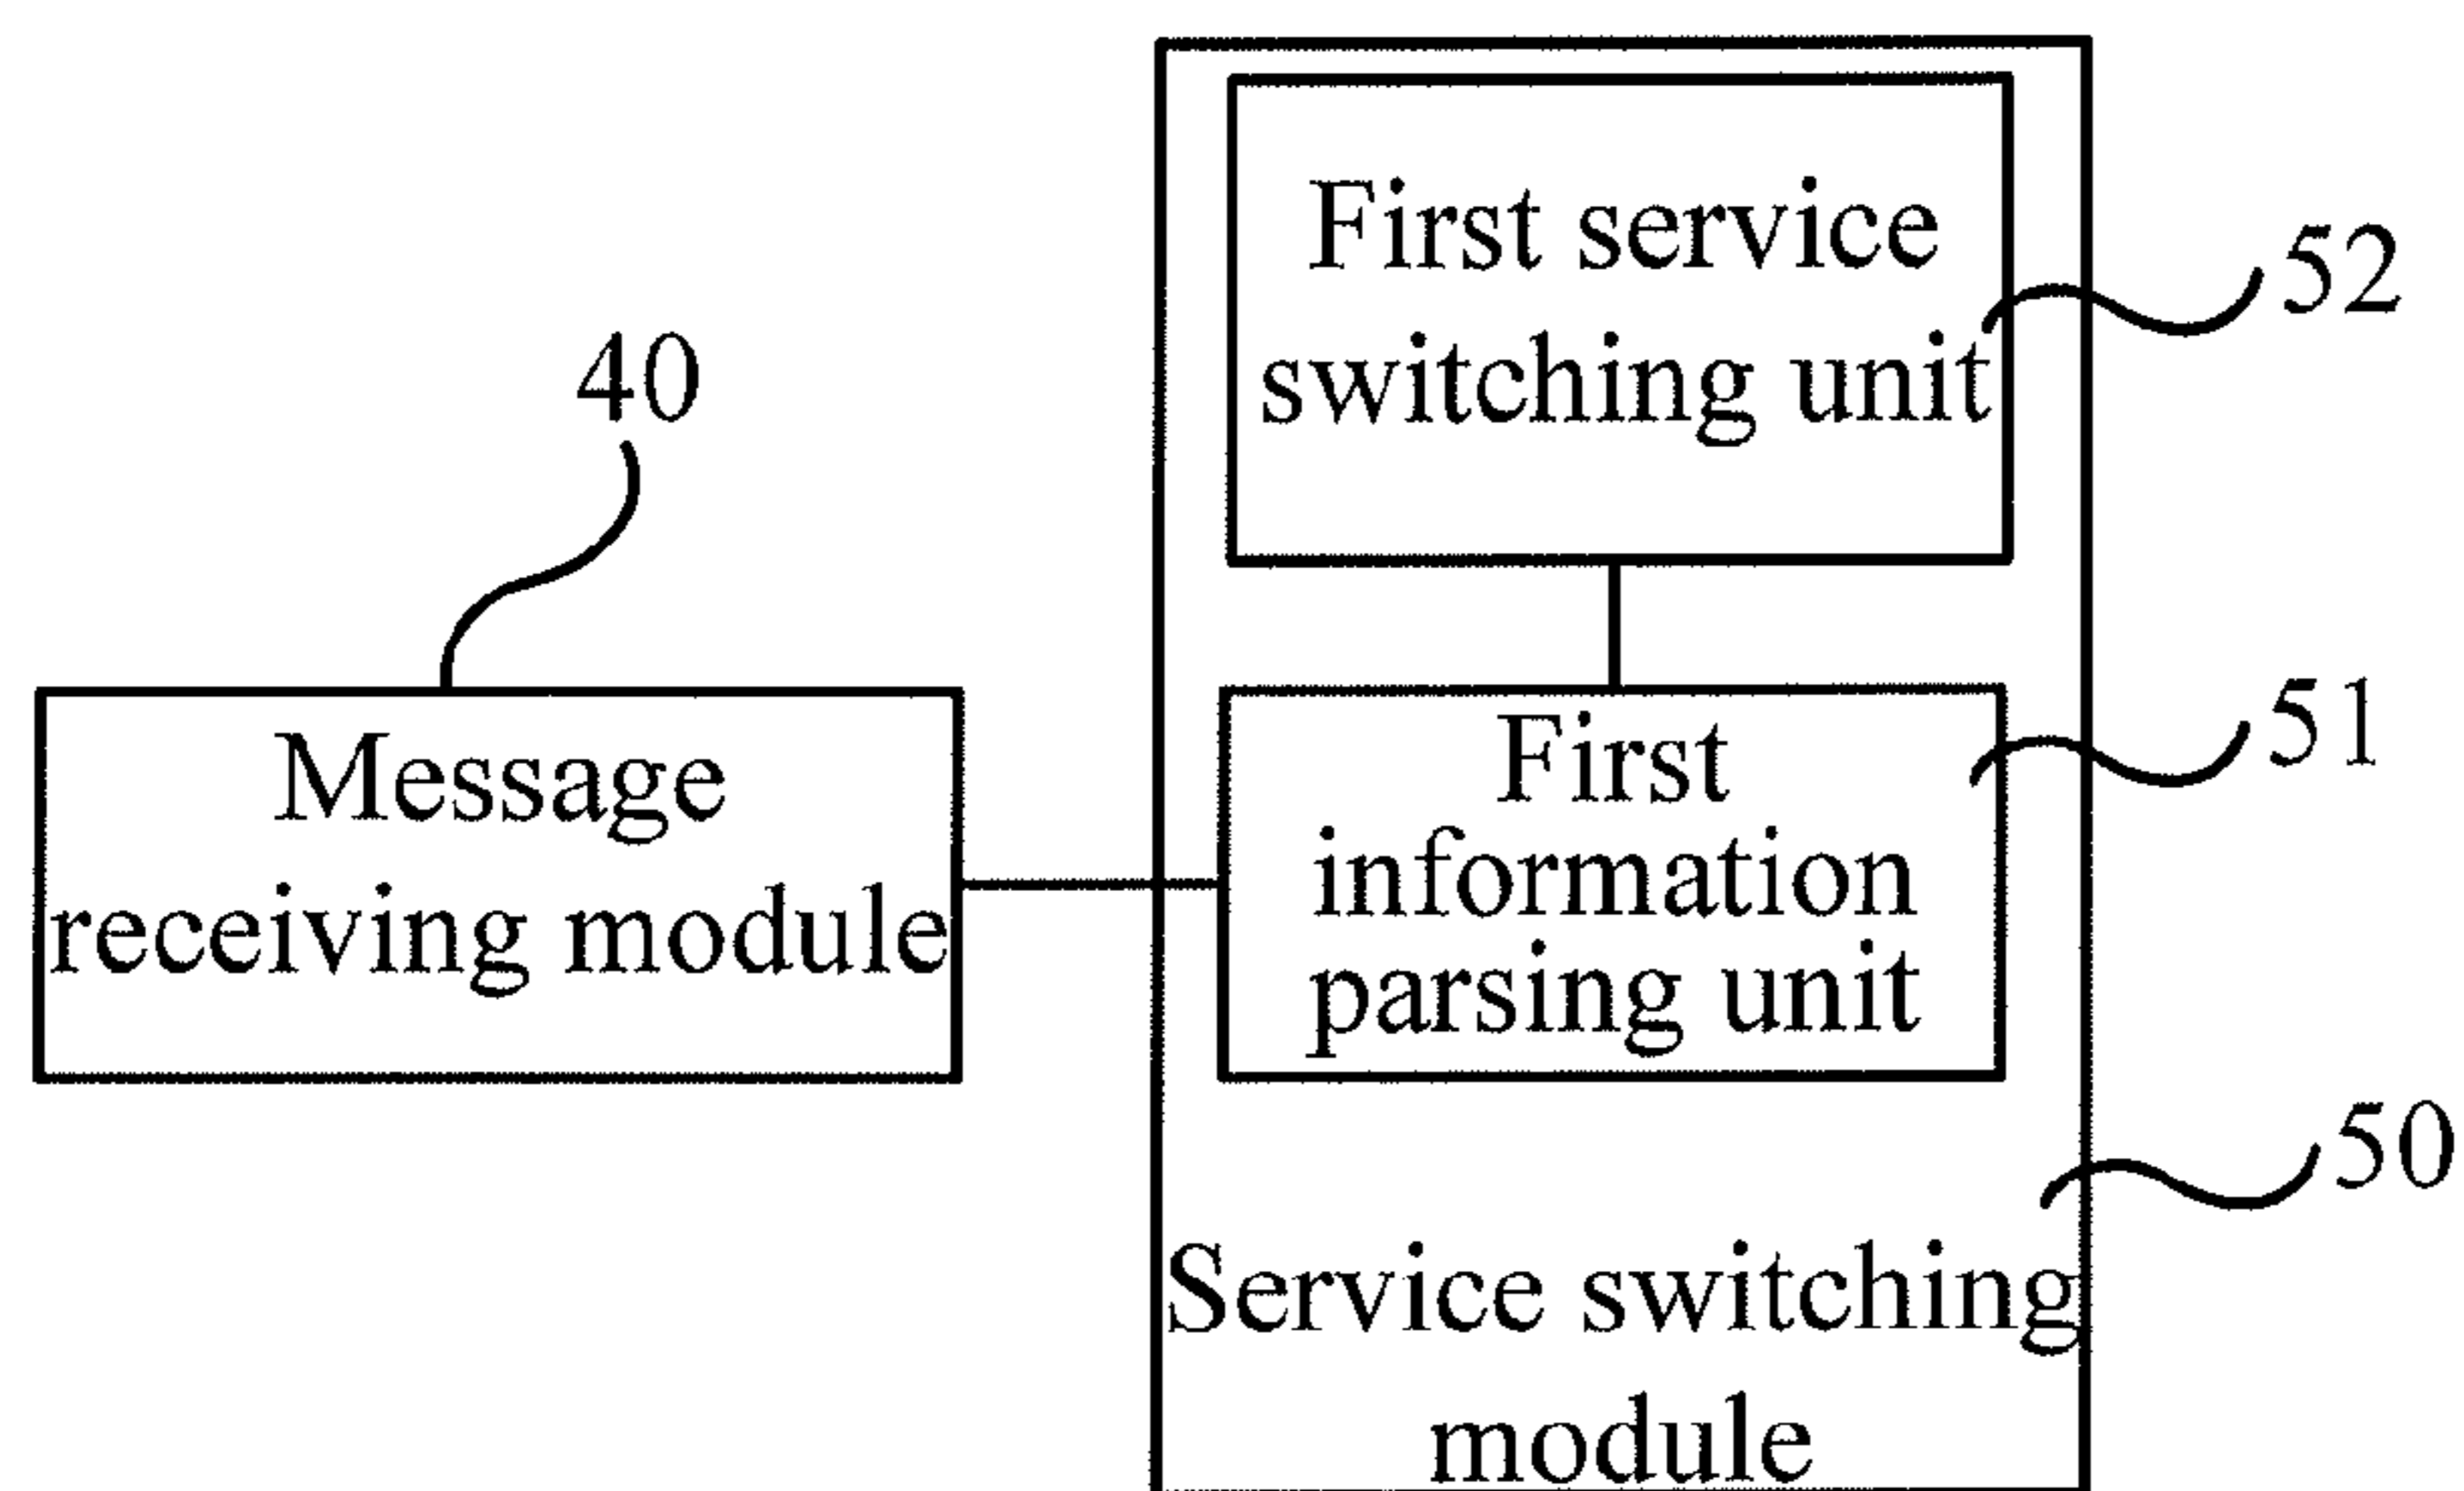 First service
switching unit
52
40
Message
receiving module
First
information
parsing unit
51
50
Service switching
module